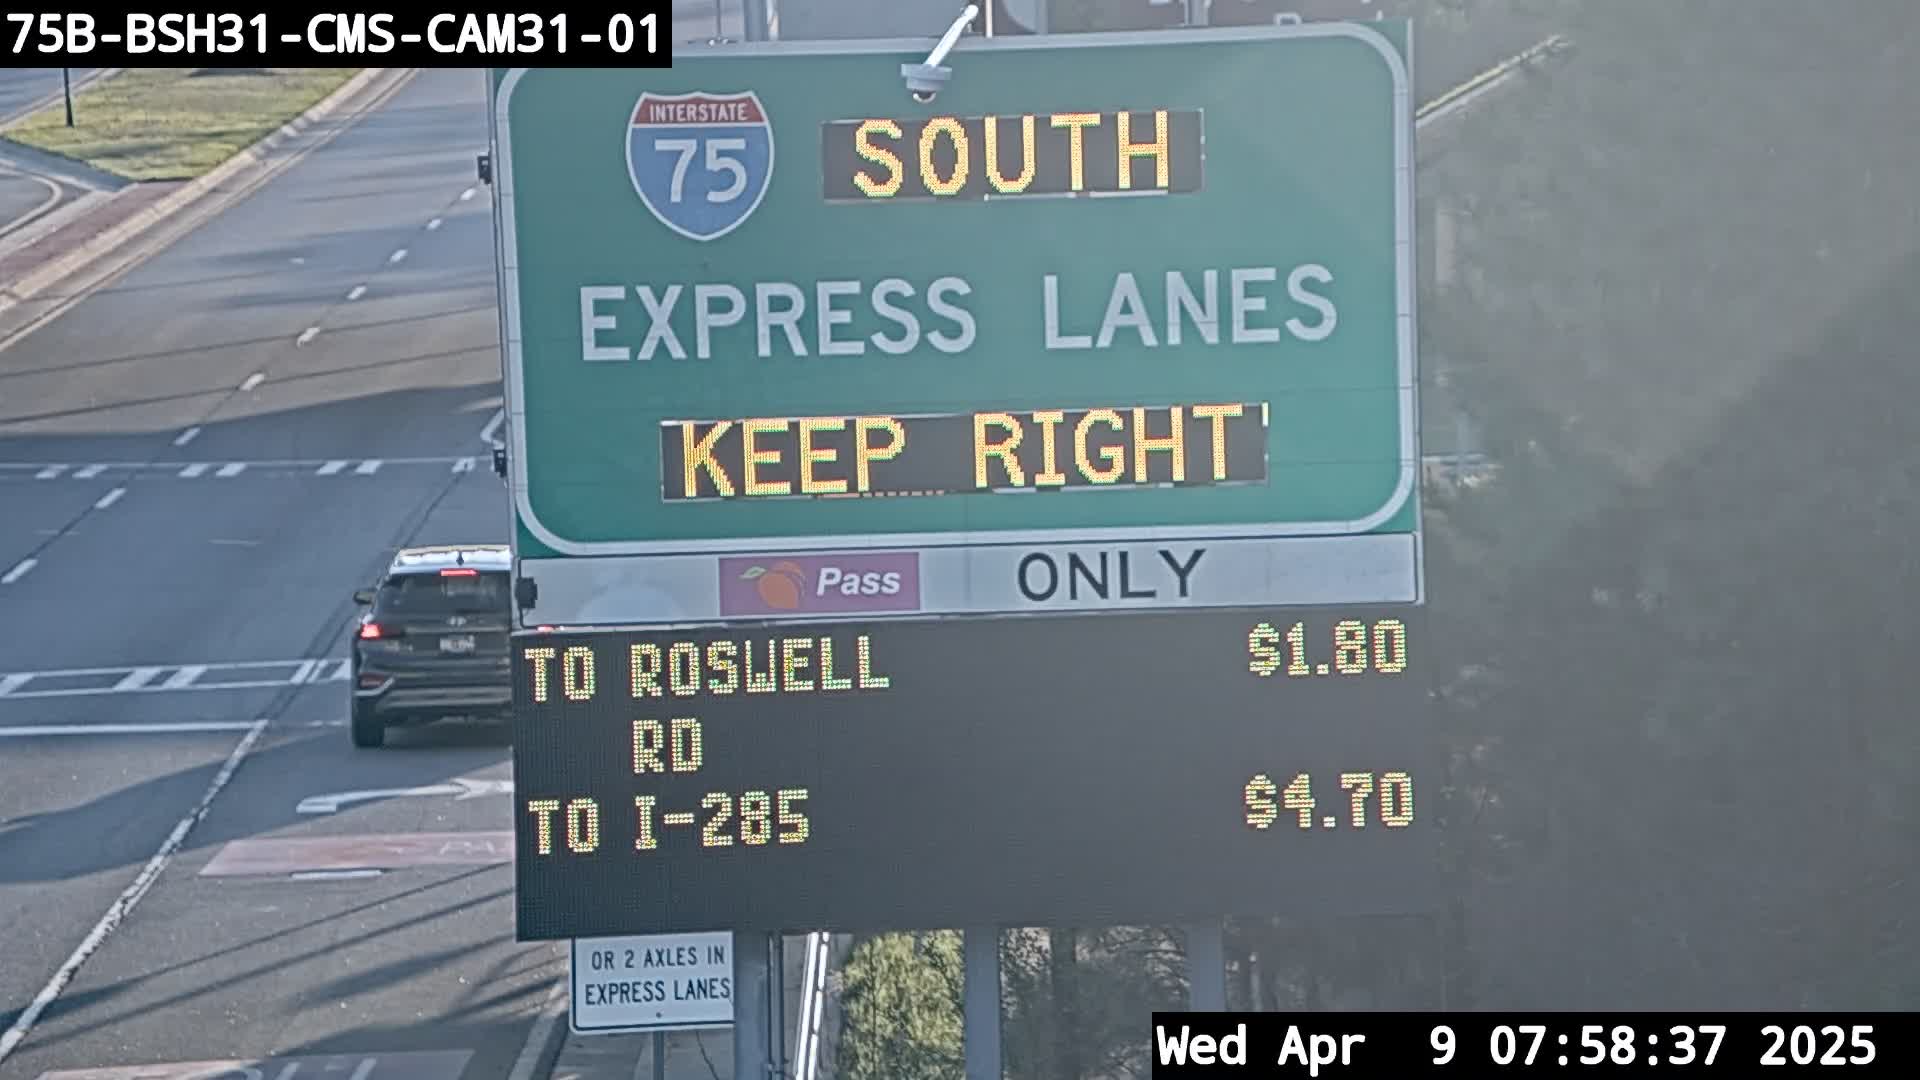 75B-BSH31-CMS-CAM31-01
INTERSTATE
75
SOUTH
EXPRESS LANES
KEEP RIGHT
Pass ONLY
TO ROSWELL $1.80
RD
TO I-285 $4.70
OR 2 AXLES IN
EXPRESS LANES
Wed Apr 9 07:58:37 2025